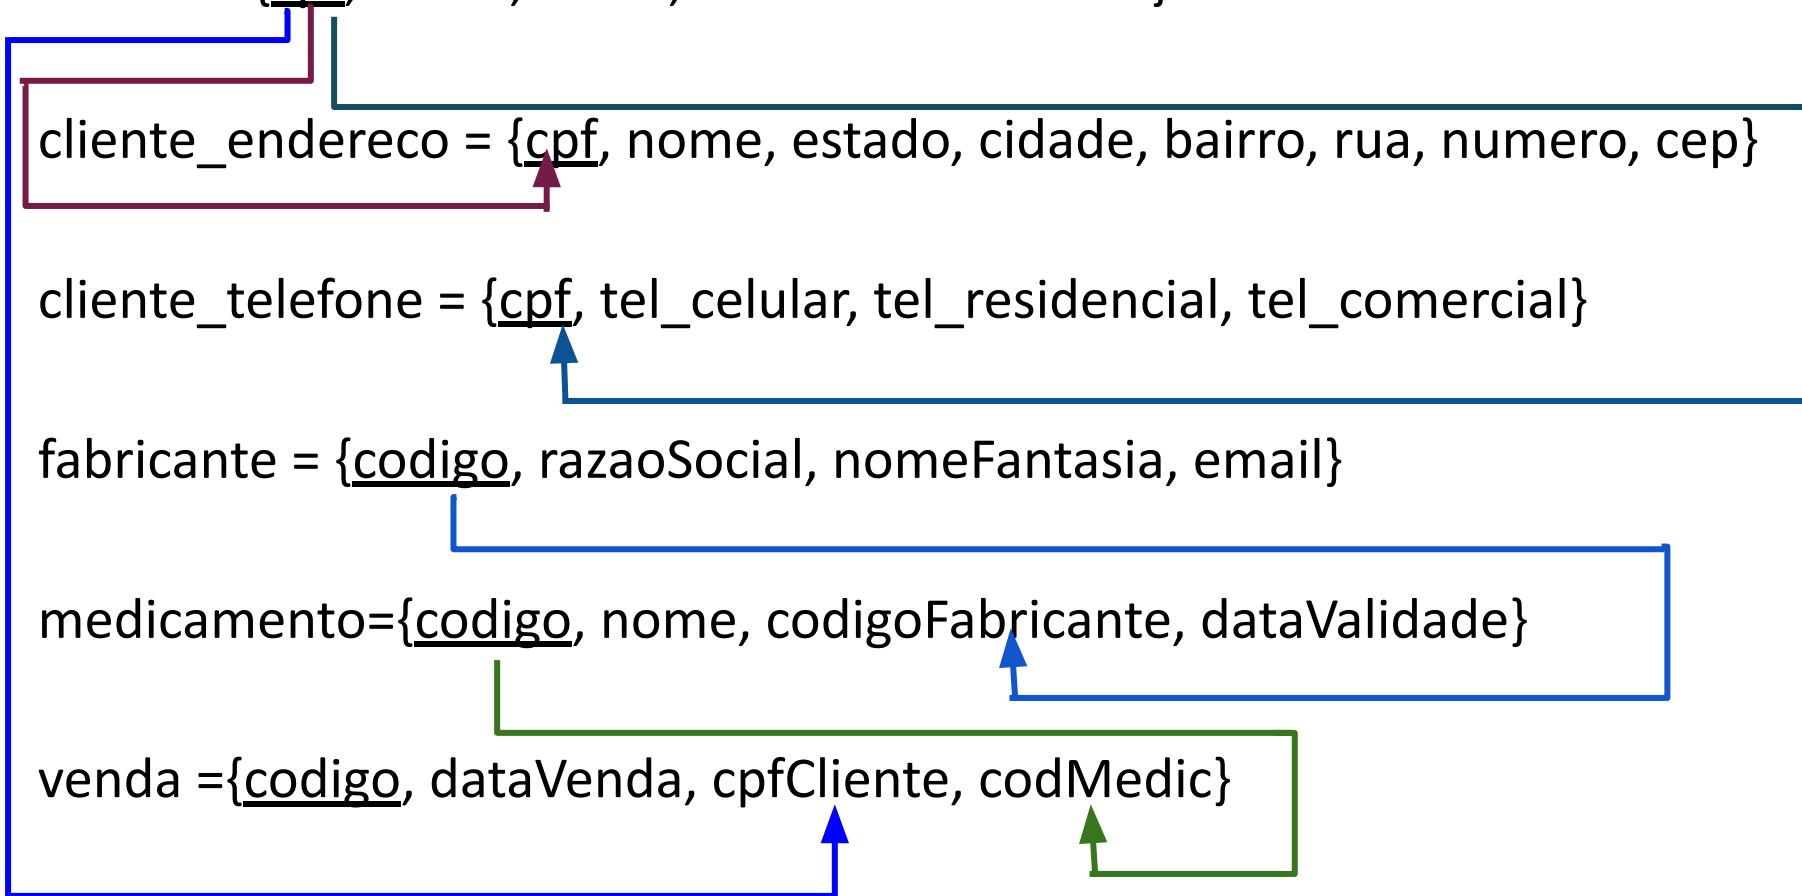 cliente_endereco = {cpf, nome, estado, cidade, bairro, rua, numero, cep}
cliente_telefone = {cpf, tel_celular, tel_residencial, tel_comercial}
fabricante = {codigo, razaoSocial, nomeFantasia, email}
medicamento={codigo, nome, codigoFabricante, dataValidade}
venda ={codigo, dataVenda, cpfCliente, codMedic}